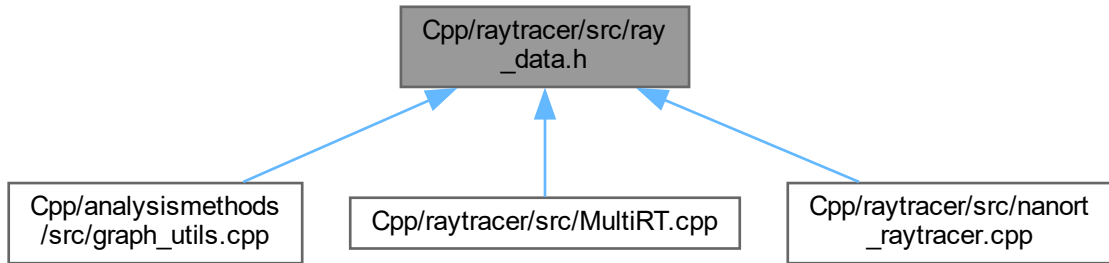 Cpp/raytracer/src/ray
_data.h
Cpp/analysismethods
/src/graph_utils.cpp
Cpp/raytracer/src/MultiRT.cpp
Cpp/raytracer/src/nanort
_raytracer.cpp